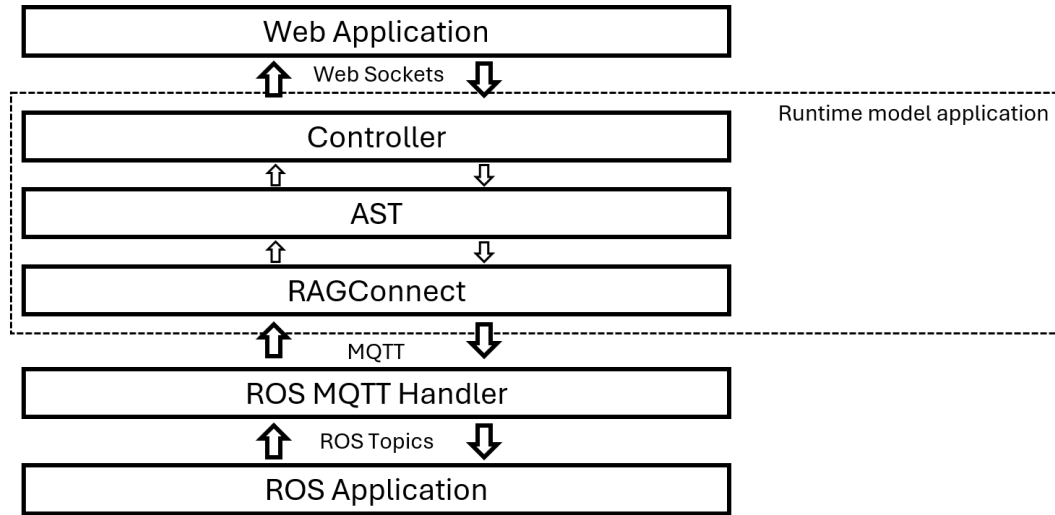 Web Application
Web Sockets
Runtime model application
Controller
AST
RAGConnect
MQTT
ROS MQTT Handler
ROS Topics
ROS Application